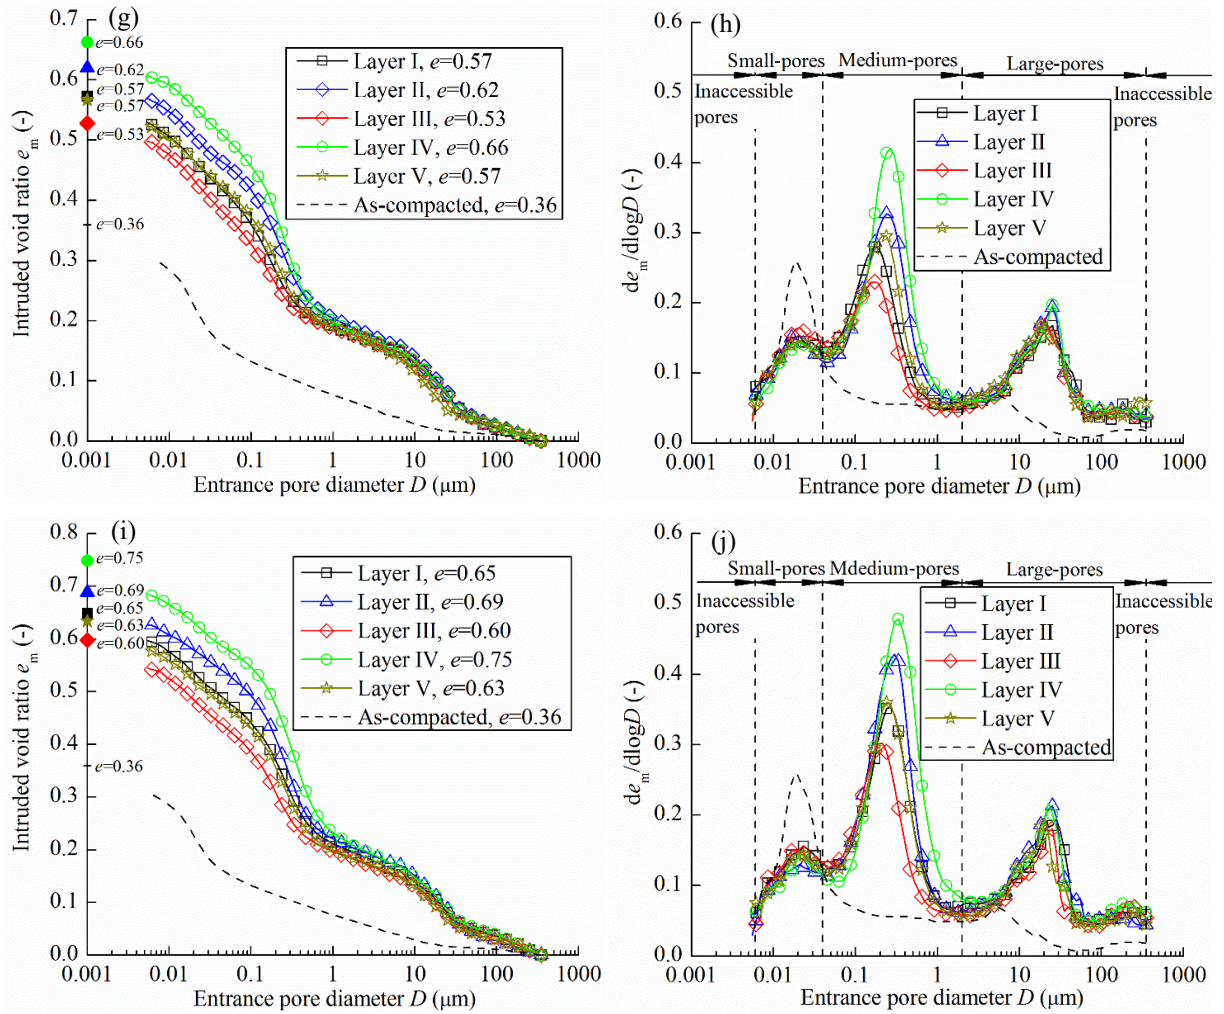 (g)
0.7
0.6
0.5
0.4
0.3
0.2
0.1
0.0
Intruded void ratio em (-)
e=0.66
e=0.62
e=0.57
e=0.57
e=0.53
e=0.36
Layer I, e=0.57
Layer II, e=0.62
Layer III, e=0.53
Layer IV, e=0.66
Layer V, e=0.57
As-compacted, e=0.36
0.001 0.01 0.1 1 10 100 1000
Entrance pore diameter D (μm)
(h)
0.6
0.5
0.4
0.3
0.2
0.1
0.0
dem/dlogD (-)
Small-pores Medium-pores Large-pores
Inaccessible
pores
Inaccessible
pores
Layer I
Layer II
Layer III
Layer IV
Layer V
As-compacted
0.001 0.01 0.1 1 10 100 1000
Entrance pore diameter D (μm)
(i)
0.8
0.7
0.6
0.5
0.4
0.3
0.2
0.1
0.0
Intruded void ratio em (-)
e=0.75
e=0.69
e=0.65
e=0.63
e=0.60
e=0.36
Layer I, e=0.65
Layer II, e=0.69
Layer III, e=0.60
Layer IV, e=0.75
Layer V, e=0.63
As-compacted, e=0.36
0.001 0.01 0.1 1 10 100 1000
Entrance pore diameter D (μm)
(j)
0.6
0.5
0.4
0.3
0.2
0.1
0.0
dem/dlogD (-)
Small-pores Mdedium-pores Large-pores
Inaccessible
pores
Inaccessible
pores
Layer I
Layer II
Layer III
Layer IV
Layer V
As-compacted
0.001 0.01 0.1 1 10 100 1000
Entrance pore diameter D (μm)